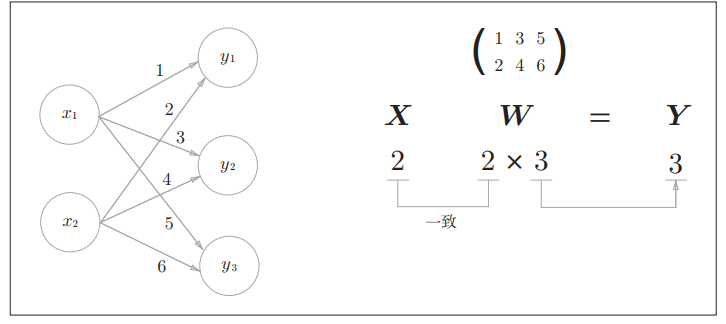 x1
x2
y1
y2
y3
1
2
3
4
5
6
( 1 3 5
2 4 6 )
X W = Y
2 2 × 3 3
一致